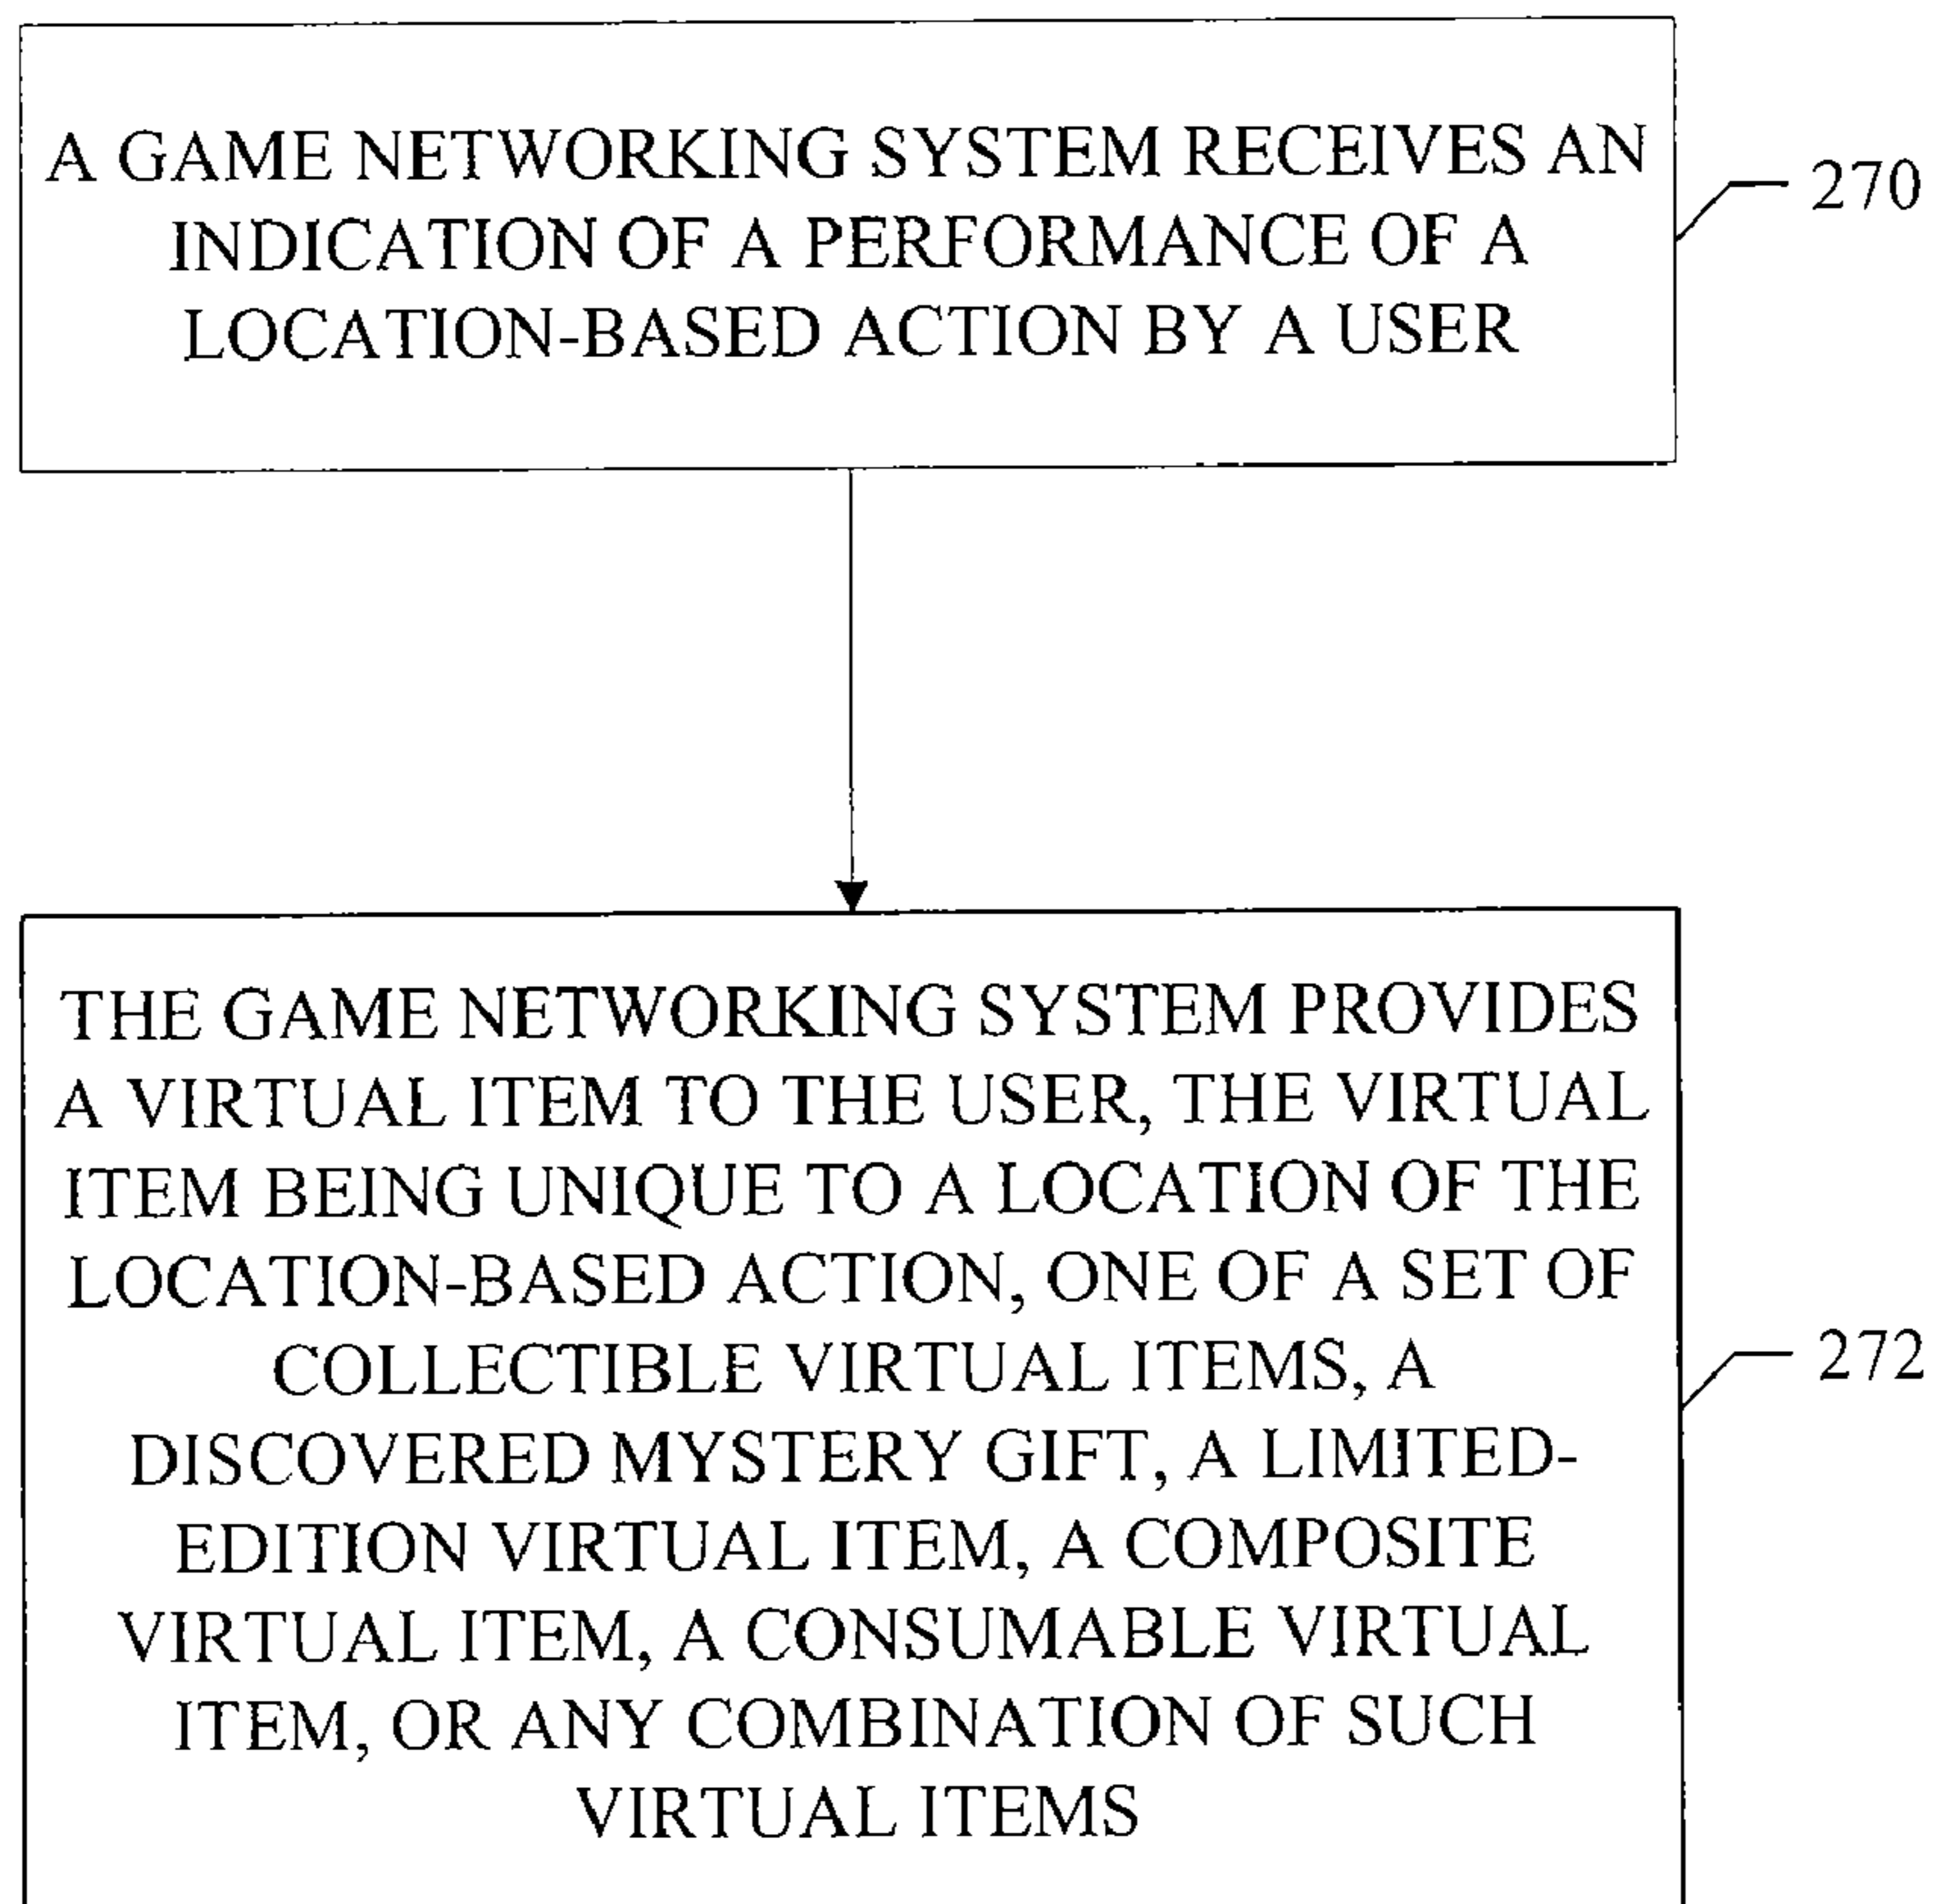 A GAME NETWORKING SYSTEM RECEIVES AN
INDICATION OF A PERFORMANCE OF A
LOCATION-BASED ACTION BY A USER
270
THE GAME NETWORKING SYSTEM PROVIDES
A VIRTUAL ITEM TO THE USER, THE VIRTUAL
ITEM BEING UNIQUE TO A LOCATION OF THE
LOCATION-BASED ACTION, ONE OF A SET OF
COLLECTIBLE VIRTUAL ITEMS, A
DISCOVERED MYSTERY GIFT, A LIMITED-
EDITION VIRTUAL ITEM, A COMPOSITE
VIRTUAL ITEM, A CONSUMABLE VIRTUAL
ITEM, OR ANY COMBINATION OF SUCH
VIRTUAL ITEMS
272